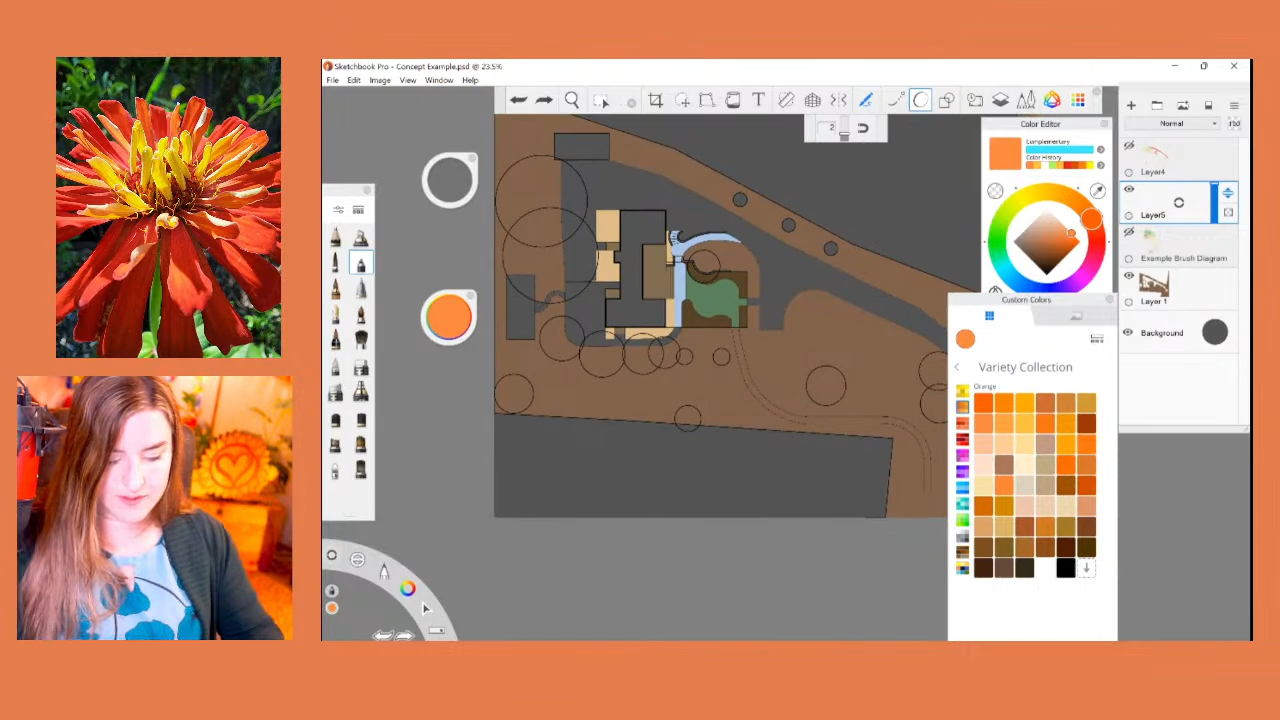 Sketchbook Pro - Concept Example.psd @ 23.5%
File Edit Image View Window Help
2
Color Editor
Complementary
Color History
Normal
Layer4
Layer5
Example Brush Diagram
Layer 1
Background
Custom Colors
Variety Collection
Orange